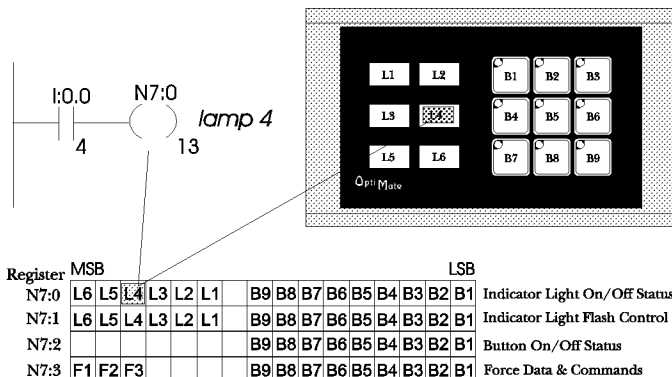 I:0.0 N7:0 lamp 4
4 13
L1 L2 B1 B2 B3
L3 L4 B4 B5 B6
L5 L6 B7 B8 B9
OptiMate
Register MSB LSB
N7:0 L6 L5 L4 L3 L2 L1 B9 B8 B7 B6 B5 B4 B3 B2 B1 Indicator Light On/Off Status
N7:1 L6 L5 L4 L3 L2 L1 B9 B8 B7 B6 B5 B4 B3 B2 B1 Indicator Light Flash Control
N7:2 B9 B8 B7 B6 B5 B4 B3 B2 B1 Button On/Off Status
N7:3 F1 F2 F3 B9 B8 B7 B6 B5 B4 B3 B2 B1 Force Data & Commands